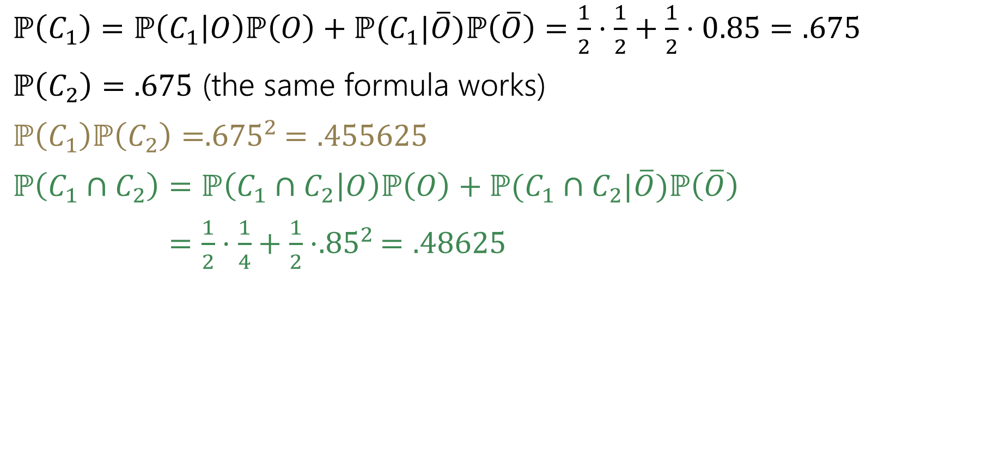 ℙ(𝐶₁) = ℙ(𝐶₁|𝑂)ℙ(𝑂) + ℙ(𝐶₁|𝑂̅)ℙ(𝑂̅) = 1/2 · 1/2 + 1/2 · 0.85 = .675
ℙ(𝐶₂) = .675 (the same formula works)
ℙ(𝐶₁)ℙ(𝐶₂) =.675² = .455625
ℙ(𝐶₁ ∩ 𝐶₂) = ℙ(𝐶₁ ∩ 𝐶₂|𝑂)ℙ(𝑂) + ℙ(𝐶₁ ∩ 𝐶₂|𝑂̅)ℙ(𝑂̅)
= 1/2 · 1/4 + 1/2 ·.85² = .48625